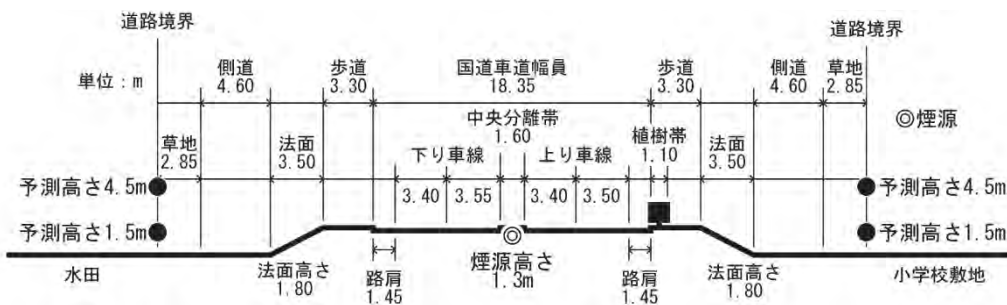 道路境界
道路境界
単位：m
側道
4.60
歩道
3.30
国道車道幅員
18.35
歩道
3.30
側道
4.60
草地
2.85
◎煙源
中央分離帯
1.60
草地
2.85
法面
3.50
下り車線
上り車線
植樹帯
1.10
法面
3.50
3.40
3.55
3.40
3.50
予測高さ4.5m
予測高さ4.5m
予測高さ1.5m
予測高さ1.5m
水田
法面高さ
1.80
路肩
1.45
煙源高さ
1.3m
路肩
1.45
法面高さ
1.80
小学校敷地